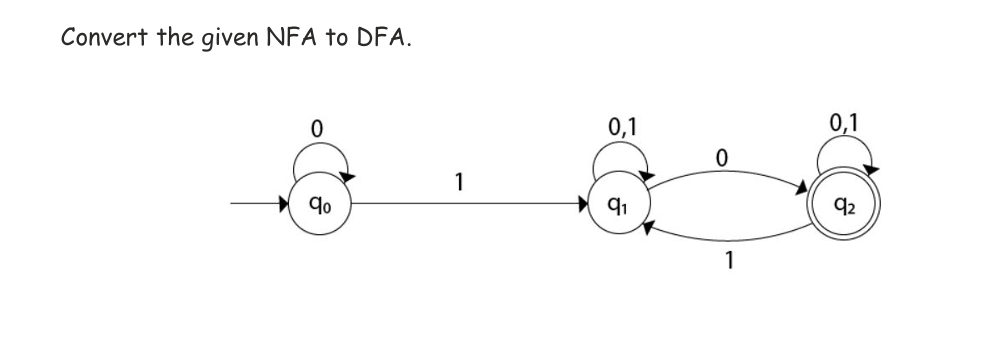 Convert the given NFA to DFA.
0
0,1
0,1
0
1
q₀
q₁
q₂
1